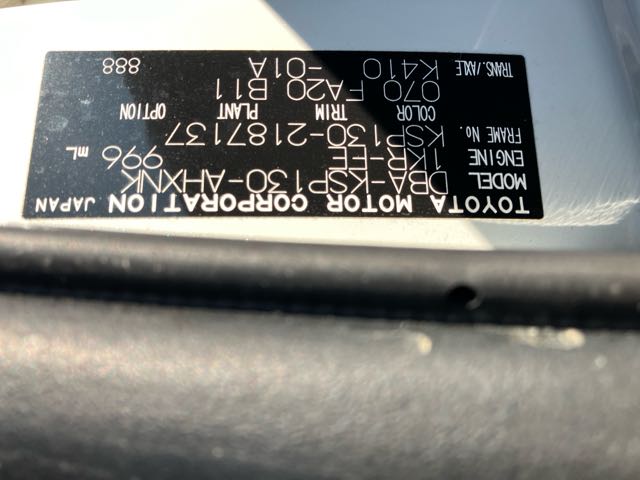 TOYOTA MOTOR CORPORATION JAPAN
MODEL DBA-KSP130-AHXNK
ENGINE 1KR-FE 996 mL
FRAME No. KSP130-2187137
COLOR TRIM PLANT OPTION
070 FA20 B11
TRANS./AXLE K410 -01A 888